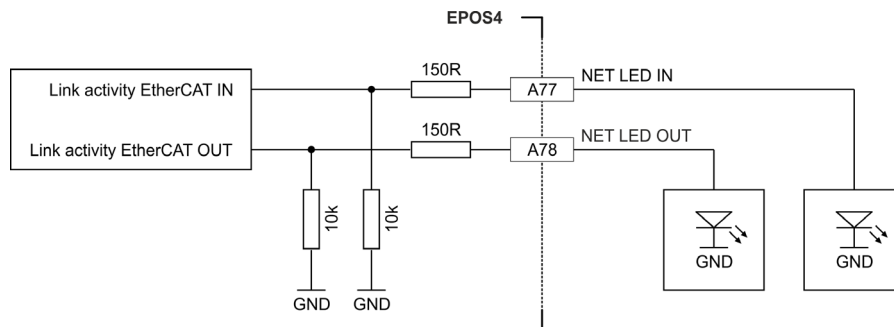 EPOS4
150R
NET LED IN
Link activity EtherCAT IN
A77
150R
NET LED OUT
Link activity EtherCAT OUT
A78
10k
10k
GND
GND
GND
GND